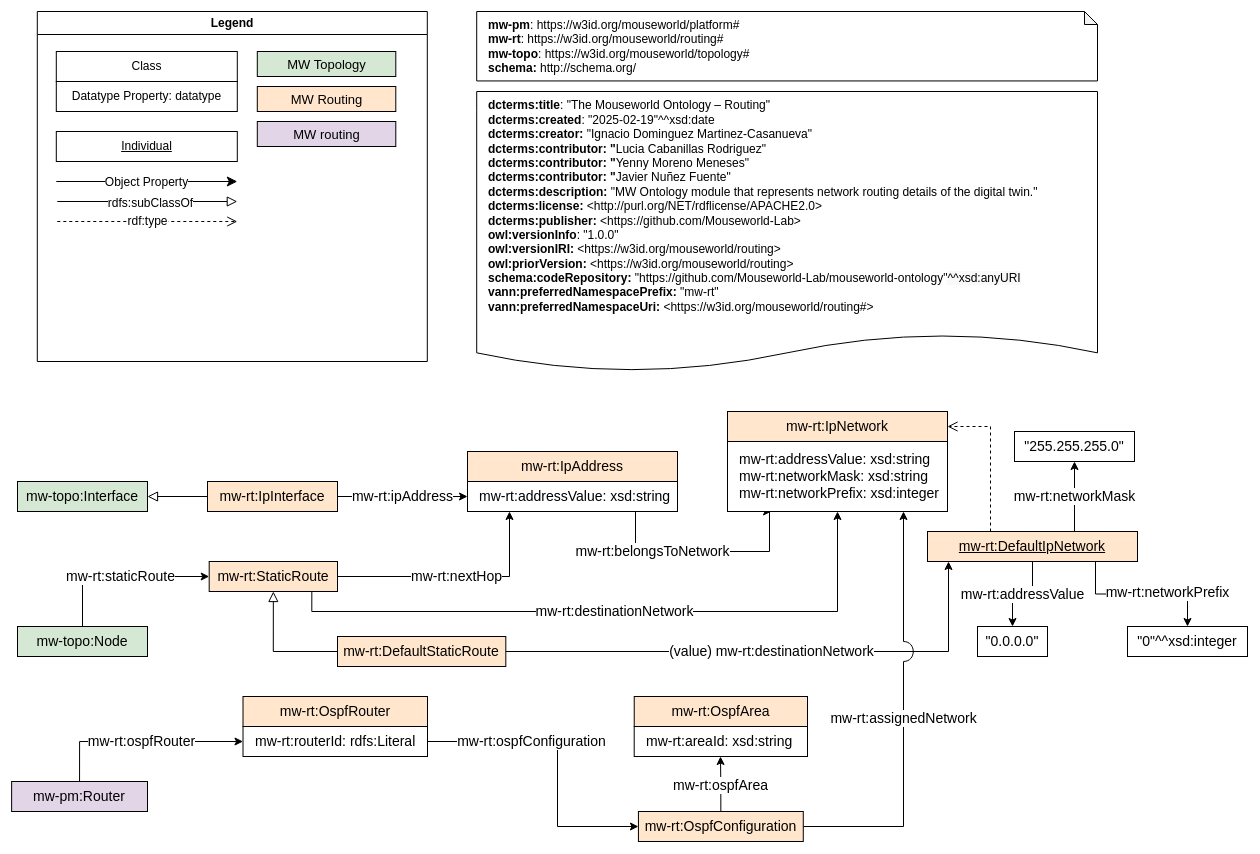 Legend
Class
Datatype Property: datatype
Individual
Object Property
rdfs:subClassOf
rdf:type
MW Topology
MW Routing
MW routing
mw-pm: https://w3id.org/mouseworld/platform#
mw-rt: https://w3id.org/mouseworld/routing#
mw-topo: https://w3id.org/mouseworld/topology#
schema: http://schema.org/
dcterms:title: "The Mouseworld Ontology – Routing"
dcterms:created: "2025-02-19"^^xsd:date
dcterms:creator: "Ignacio Dominguez Martinez-Casanueva"
dcterms:contributor: "Lucia Cabanillas Rodriguez"
dcterms:contributor: "Yenny Moreno Meneses"
dcterms:contributor: "Javier Nuñez Fuente"
dcterms:description: "MW Ontology module that represents network routing details of the digital twin."
dcterms:license: <http://purl.org/NET/rdflicense/APACHE2.0>
dcterms:publisher: <https://github.com/Mouseworld-Lab>
owl:versionInfo: "1.0.0"
owl:versionIRI: <https://w3id.org/mouseworld/routing>
owl:priorVersion: <https://w3id.org/mouseworld/routing>
schema:codeRepository: "https://github.com/Mouseworld-Lab/mouseworld-ontology"^^xsd:anyURI
vann:preferredNamespacePrefix: "mw-rt"
vann:preferredNamespaceUri: <https://w3id.org/mouseworld/routing#>
mw-rt:IpNetwork
mw-rt:addressValue: xsd:string
mw-rt:networkMask: xsd:string
mw-rt:networkPrefix: xsd:integer
"255.255.255.0"
mw-rt:IpAddress
mw-rt:addressValue: xsd:string
mw-topo:Interface
mw-rt:IpInterface
mw-rt:ipAddress
mw-rt:networkMask
mw-rt:belongsToNetwork
mw-rt:DefaultIpNetwork
mw-rt:staticRoute
mw-rt:StaticRoute
mw-rt:nextHop
mw-rt:addressValue
mw-rt:networkPrefix
mw-rt:destinationNetwork
mw-topo:Node
"0.0.0.0"
"0"^^xsd:integer
mw-rt:DefaultStaticRoute
(value) mw-rt:destinationNetwork
mw-rt:OspfRouter
mw-rt:routerId: rdfs:Literal
mw-rt:OspfArea
mw-rt:areaId: xsd:string
mw-rt:assignedNetwork
mw-rt:ospfRouter
mw-rt:ospfConfiguration
mw-rt:ospfArea
mw-pm:Router
mw-rt:OspfConfiguration